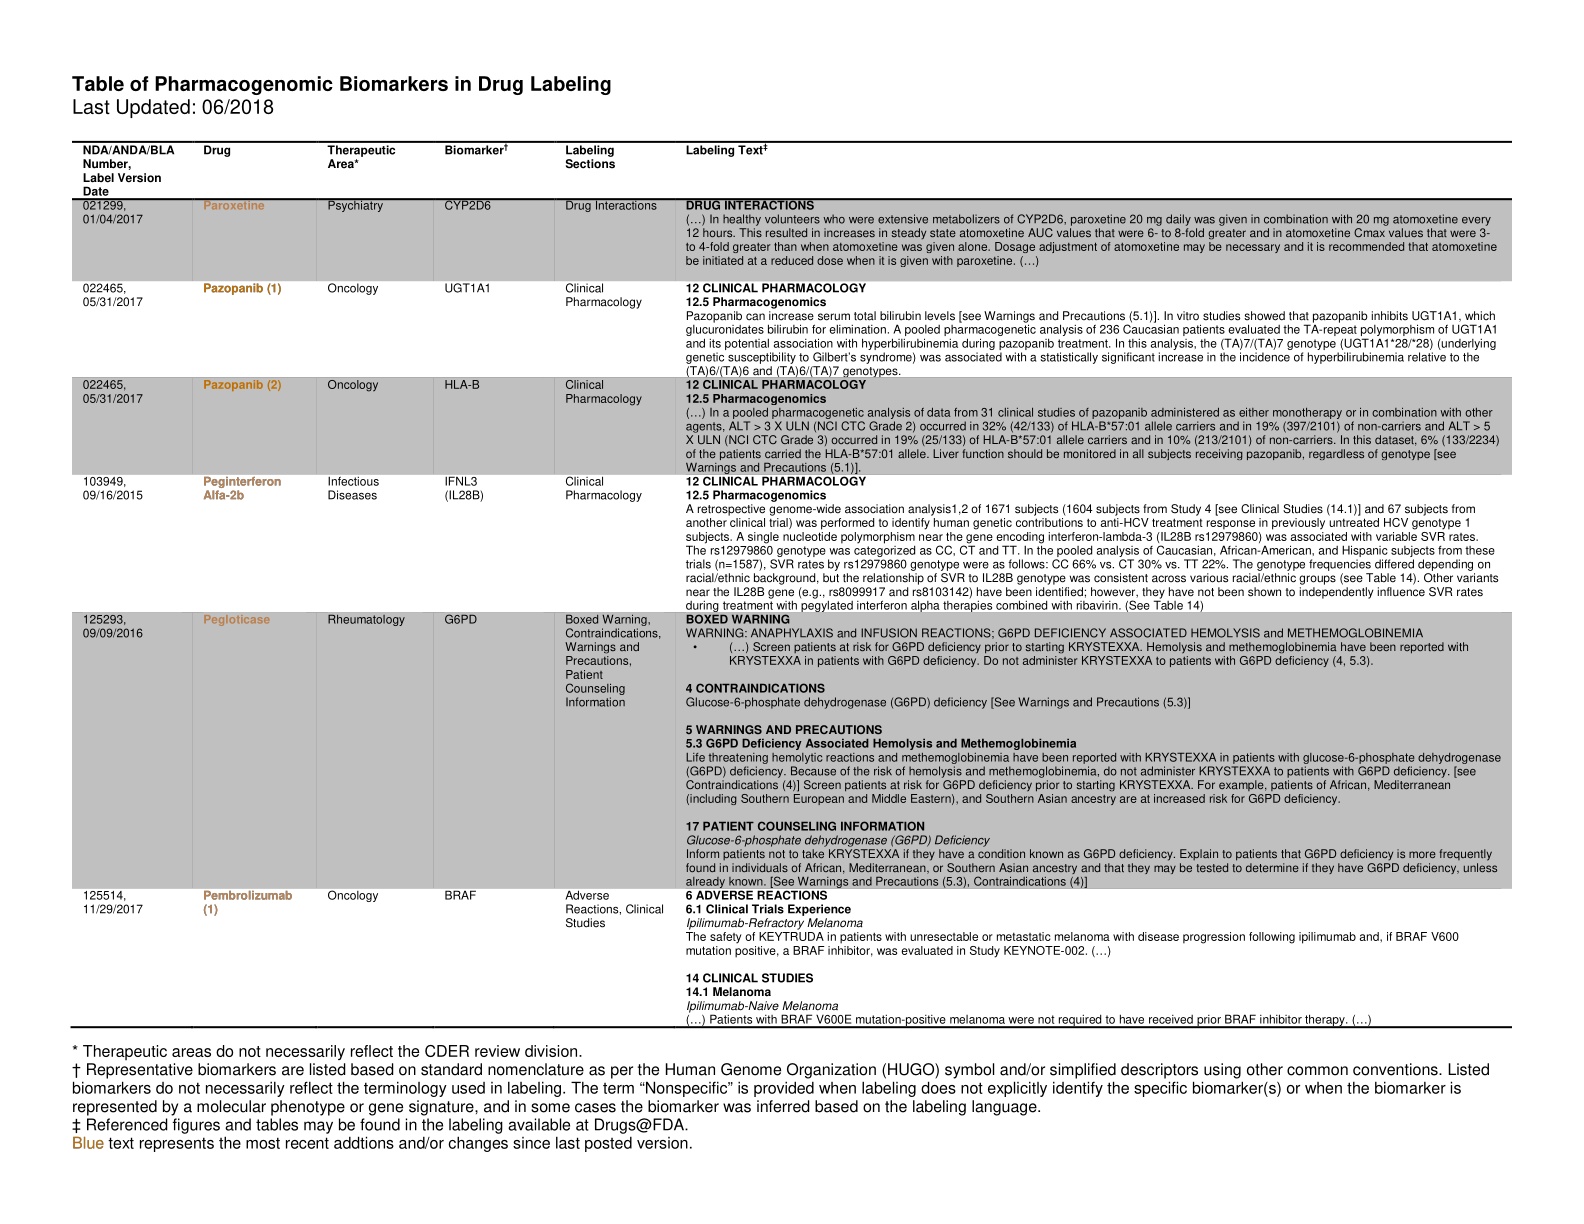 Table of Pharmacogenomic Biomarkers in Drug Labeling
Last Updated: 06/2018
NDA/ANDA/BLA
Number,
Label Version
Date
Drug
Therapeutic
Area*
Biomarker†
Labeling
Sections
Labeling Text‡
021299,
01/04/2017
Paroxetine
Psychiatry
CYP2D6
Drug Interactions
DRUG INTERACTIONS
(…) In healthy volunteers who were extensive metabolizers of CYP2D6, paroxetine 20 mg daily was given in combination with 20 mg atomoxetine every
12 hours. This resulted in increases in steady state atomoxetine AUC values that were 6- to 8-fold greater and in atomoxetine Cmax values that were 3-
to 4-fold greater than when atomoxetine was given alone. Dosage adjustment of atomoxetine may be necessary and it is recommended that atomoxetine
be initiated at a reduced dose when it is given with paroxetine. (…)
022465,
05/31/2017
Pazopanib (1)
Oncology
UGT1A1
Clinical
Pharmacology
12 CLINICAL PHARMACOLOGY
12.5 Pharmacogenomics
Pazopanib can increase serum total bilirubin levels [see Warnings and Precautions (5.1)]. In vitro studies showed that pazopanib inhibits UGT1A1, which
glucuronidates bilirubin for elimination. A pooled pharmacogenetic analysis of 236 Caucasian patients evaluated the TA-repeat polymorphism of UGT1A1
and its potential association with hyperbilirubinemia during pazopanib treatment. In this analysis, the (TA)7/(TA)7 genotype (UGT1A1*28/*28) (underlying
genetic susceptibility to Gilbert's syndrome) was associated with a statistically significant increase in the incidence of hyperbilirubinemia relative to the
(TA)6/(TA)6 and (TA)6/(TA)7 genotypes.
022465,
05/31/2017
Pazopanib (2)
Oncology
HLA-B
Clinical
Pharmacology
12 CLINICAL PHARMACOLOGY
12.5 Pharmacogenomics
(…) In a pooled pharmacogenetic analysis of data from 31 clinical studies of pazopanib administered as either monotherapy or in combination with other
agents, ALT > 3 X ULN (NCI CTC Grade 2) occurred in 32% (42/133) of HLA-B*57:01 allele carriers and in 19% (397/2101) of non-carriers and ALT > 5
X ULN (NCI CTC Grade 3) occurred in 19% (25/133) of HLA-B*57:01 allele carriers and in 10% (213/2101) of non-carriers. In this dataset, 6% (133/2234)
of the patients carried the HLA-B*57:01 allele. Liver function should be monitored in all subjects receiving pazopanib, regardless of genotype [see
Warnings and Precautions (5.1)].
103949,
09/16/2015
Peginterferon
Alfa-2b
Infectious
Diseases
IFNL3
(IL28B)
Clinical
Pharmacology
12 CLINICAL PHARMACOLOGY
12.5 Pharmacogenomics
A retrospective genome-wide association analysis1,2 of 1671 subjects (1604 subjects from Study 4 [see Clinical Studies (14.1)] and 67 subjects from
another clinical trial) was performed to identify human genetic contributions to anti-HCV treatment response in previously untreated HCV genotype 1
subjects. A single nucleotide polymorphism near the gene encoding interferon-lambda-3 (IL28B rs12979860) was associated with variable SVR rates.
The rs12979860 genotype was categorized as CC, CT and TT. In the pooled analysis of Caucasian, African-American, and Hispanic subjects from these
trials (n=1587), SVR rates by rs12979860 genotype were as follows: CC 66% vs. CT 30% vs. TT 22%. The genotype frequencies differed depending on
racial/ethnic background, but the relationship of SVR to IL28B genotype was consistent across various racial/ethnic groups (see Table 14). Other variants
near the IL28B gene (e.g., rs8099917 and rs8103142) have been identified; however, they have not been shown to independently influence SVR rates
during treatment with pegylated interferon alpha therapies combined with ribavirin. (See Table 14)
125293,
09/09/2016
Pegloticase
Rheumatology
G6PD
Boxed Warning,
Contraindications,
Warnings and
Precautions,
Patient
Counseling
Information
BOXED WARNING
WARNING: ANAPHYLAXIS and INFUSION REACTIONS; G6PD DEFICIENCY ASSOCIATED HEMOLYSIS and METHEMOGLOBINEMIA
• (…) Screen patients at risk for G6PD deficiency prior to starting KRYSTEXXA. Hemolysis and methemoglobinemia have been reported with
KRYSTEXXA in patients with G6PD deficiency. Do not administer KRYSTEXXA to patients with G6PD deficiency (4, 5.3).
4 CONTRAINDICATIONS
Glucose-6-phosphate dehydrogenase (G6PD) deficiency [See Warnings and Precautions (5.3)]
5 WARNINGS AND PRECAUTIONS
5.3 G6PD Deficiency Associated Hemolysis and Methemoglobinemia
Life threatening hemolytic reactions and methemoglobinemia have been reported with KRYSTEXXA in patients with glucose-6-phosphate dehydrogenase
(G6PD) deficiency. Because of the risk of hemolysis and methemoglobinemia, do not administer KRYSTEXXA to patients with G6PD deficiency. [see
Contraindications (4)] Screen patients at risk for G6PD deficiency prior to starting KRYSTEXXA. For example, patients of African, Mediterranean
(including Southern European and Middle Eastern), and Southern Asian ancestry are at increased risk for G6PD deficiency.
17 PATIENT COUNSELING INFORMATION
Glucose-6-phosphate dehydrogenase (G6PD) Deficiency
Inform patients not to take KRYSTEXXA if they have a condition known as G6PD deficiency. Explain to patients that G6PD deficiency is more frequently
found in individuals of African, Mediterranean, or Southern Asian ancestry and that they may be tested to determine if they have G6PD deficiency, unless
already known. [See Warnings and Precautions (5.3), Contraindications (4)]
125514,
11/29/2017
Pembrolizumab
(1)
Oncology
BRAF
Adverse
Reactions, Clinical
Studies
6 ADVERSE REACTIONS
6.1 Clinical Trials Experience
Ipilimumab-Refractory Melanoma
The safety of KEYTRUDA in patients with unresectable or metastatic melanoma with disease progression following ipilimumab and, if BRAF V600
mutation positive, a BRAF inhibitor, was evaluated in Study KEYNOTE-002. (…)
14 CLINICAL STUDIES
14.1 Melanoma
Ipilimumab-Naive Melanoma
(…) Patients with BRAF V600E mutation-positive melanoma were not required to have received prior BRAF inhibitor therapy. (…)
* Therapeutic areas do not necessarily reflect the CDER review division.
† Representative biomarkers are listed based on standard nomenclature as per the Human Genome Organization (HUGO) symbol and/or simplified descriptors using other common conventions. Listed
biomarkers do not necessarily reflect the terminology used in labeling. The term “Nonspecific” is provided when labeling does not explicitly identify the specific biomarker(s) or when the biomarker is
represented by a molecular phenotype or gene signature, and in some cases the biomarker was inferred based on the labeling language.
‡ Referenced figures and tables may be found in the labeling available at Drugs@FDA.
Blue text represents the most recent addtions and/or changes since last posted version.